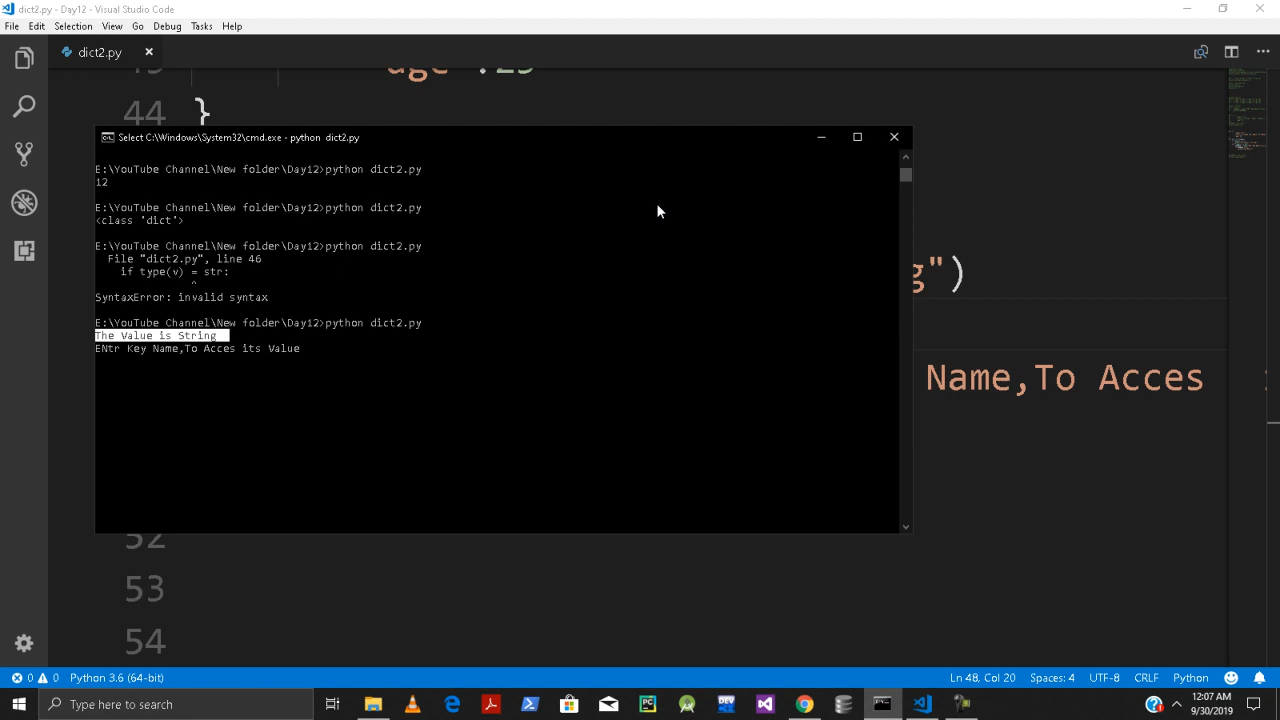 dict2.py - Day12 - Visual Studio Code
File Edit Selection View Go Debug Tasks Help
dict2.py
44 }
Select C:\Windows\System32\cmd.exe - python dict2.py
E:\YouTube Channel\New folder\Day12>python dict2.py
12
E:\YouTube Channel\New folder\Day12>python dict2.py
<class 'dict'>
E:\YouTube Channel\New folder\Day12>python dict2.py
File "dict2.py", line 46
if type(v) = str:
^
SyntaxError: invalid syntax
g")
E:\YouTube Channel\New folder\Day12>python dict2.py
The Value is String
ENtr Key Name,To Acces its Value
Name,To Acces
52
53
54
0 0 Python 3.6 (64-bit) Ln 48, Col 20 Spaces: 4 UTF-8 CRLF Python
Type here to search
12:07 AM
9/30/2019